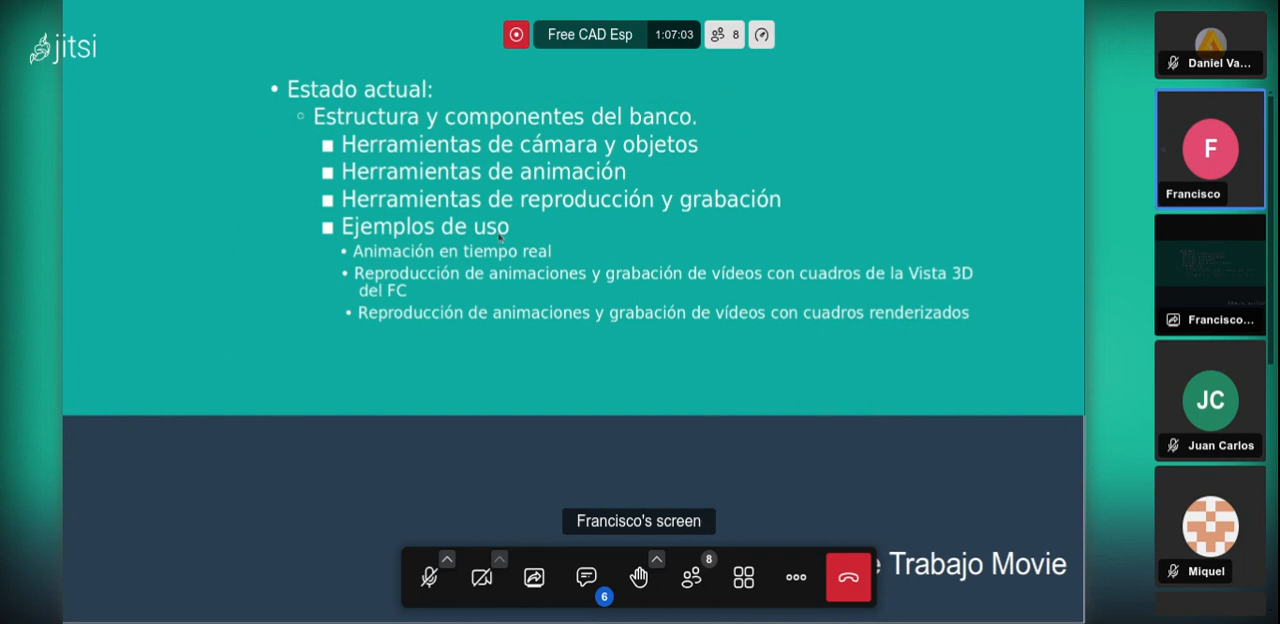 jitsi
Free CAD Esp 1:07:03 8
• Estado actual:
◦ Estructura y componentes del banco.
■ Herramientas de cámara y objetos
■ Herramientas de animación
■ Herramientas de reproducción y grabación
■ Ejemplos de uso
• Animación en tiempo real
• Reproducción de animaciones y grabación de vídeos con cuadros de la Vista 3D
del FC
• Reproducción de animaciones y grabación de vídeos con cuadros renderizados
Francisco's screen
Trabajo Movie
8
6
Daniel Va...
F
Francisco
Francisco...
JC
Juan Carlos
Miquel